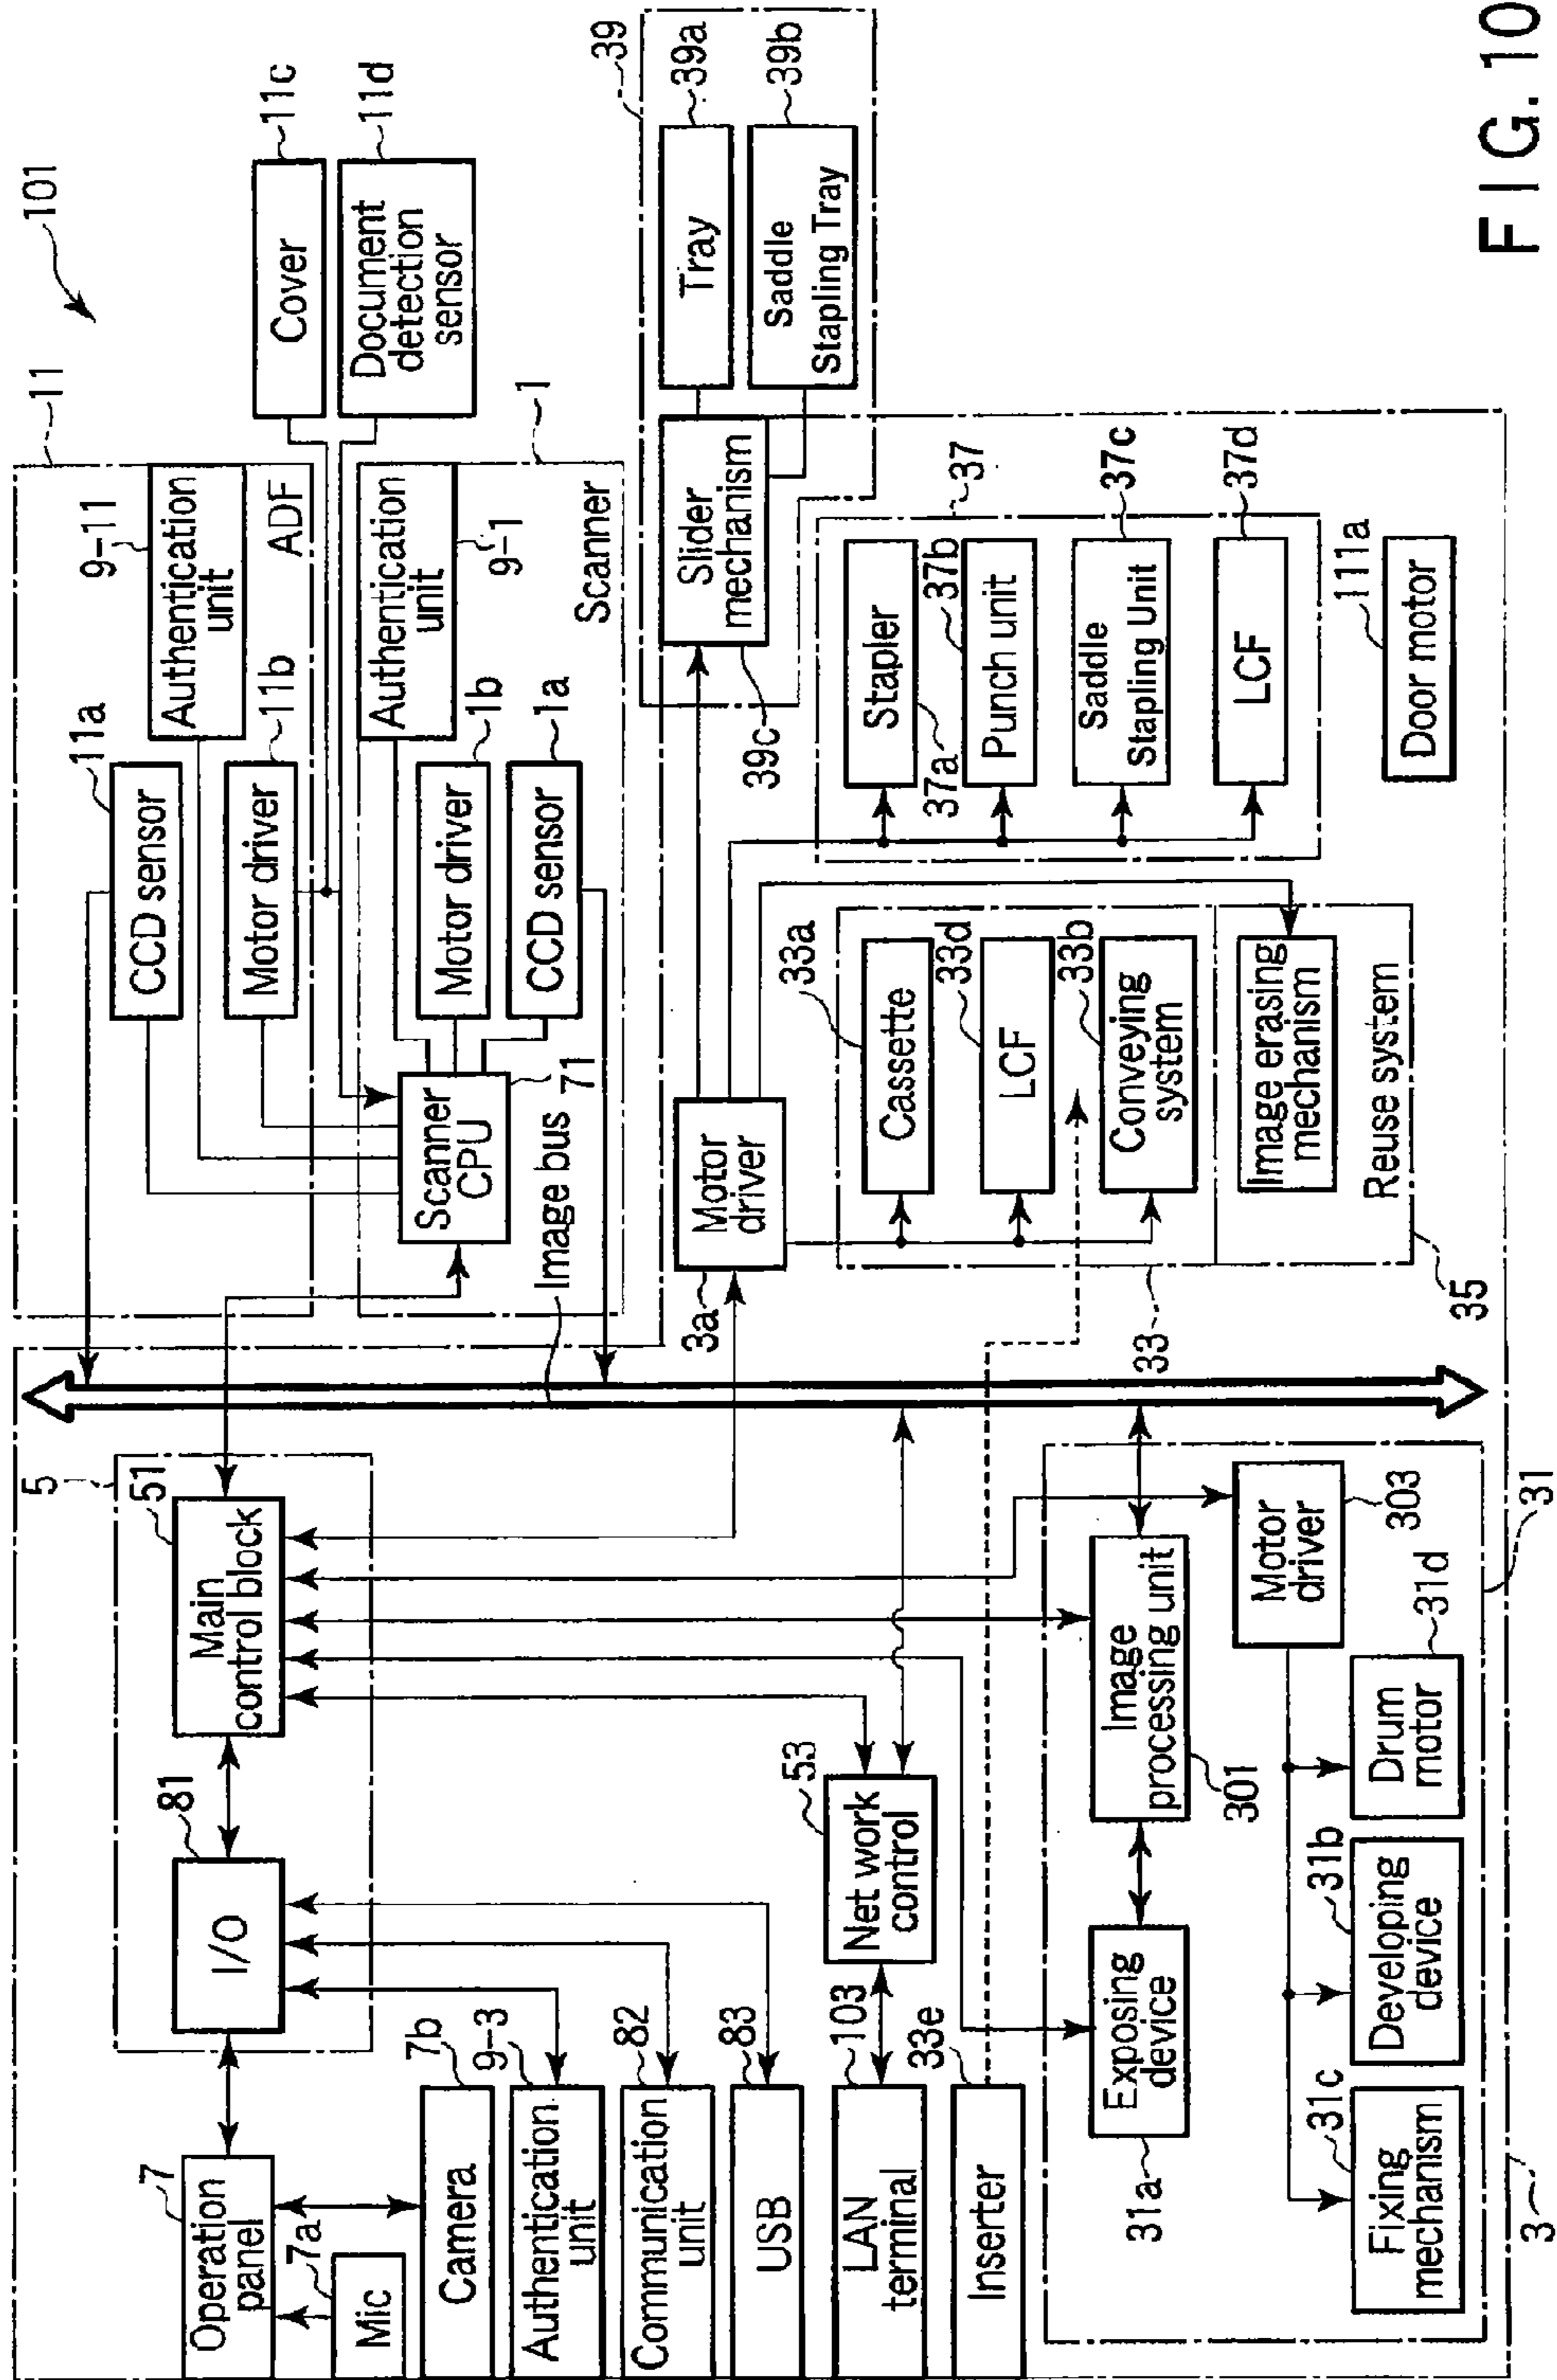 101
11
9-11
Authentication
unit
ADF
11a
CCD sensor
11b
Motor driver
11c
Cover
11d
Document
detection
sensor
1
Authentication
unit
9-1
Scanner
1b
Motor driver
1a
CCD sensor
Scanner
CPU
71
Image bus
39
39a
Tray
39b
Saddle
Stapling Tray
Slider
mechanism
39c
5
51
Main
control block
81
I/O
7
Operation
panel
7a
Mic
7b
Camera
9-3
Authentication
unit
82
Communication
unit
83
USB
103
LAN
terminal
33e
Inserter
53
Net work
control
3a
Motor
driver
33a
Cassette
33d
LCF
33b
Conveying
system
33
Image erasing
mechanism
Reuse system
35
37
Stapler
37a
37b
Punch unit
37c
Saddle
Stapling Unit
37d
LCF
111a
Door motor
Exposing
device
31a
Image
processing unit
301
Motor
driver
303
31
31d
Drum
motor
31b
Developing
device
31c
Fixing
mechanism
3
FIG. 10